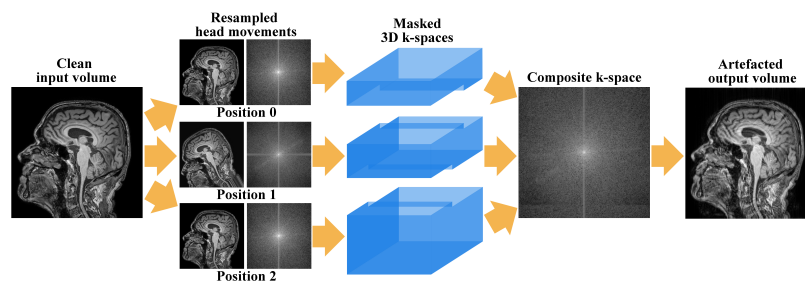 Clean
input volume
Resampled
head movements
Position 0
Position 1
Position 2
Masked
3D k-spaces
Composite k-space
Artefacted
output volume